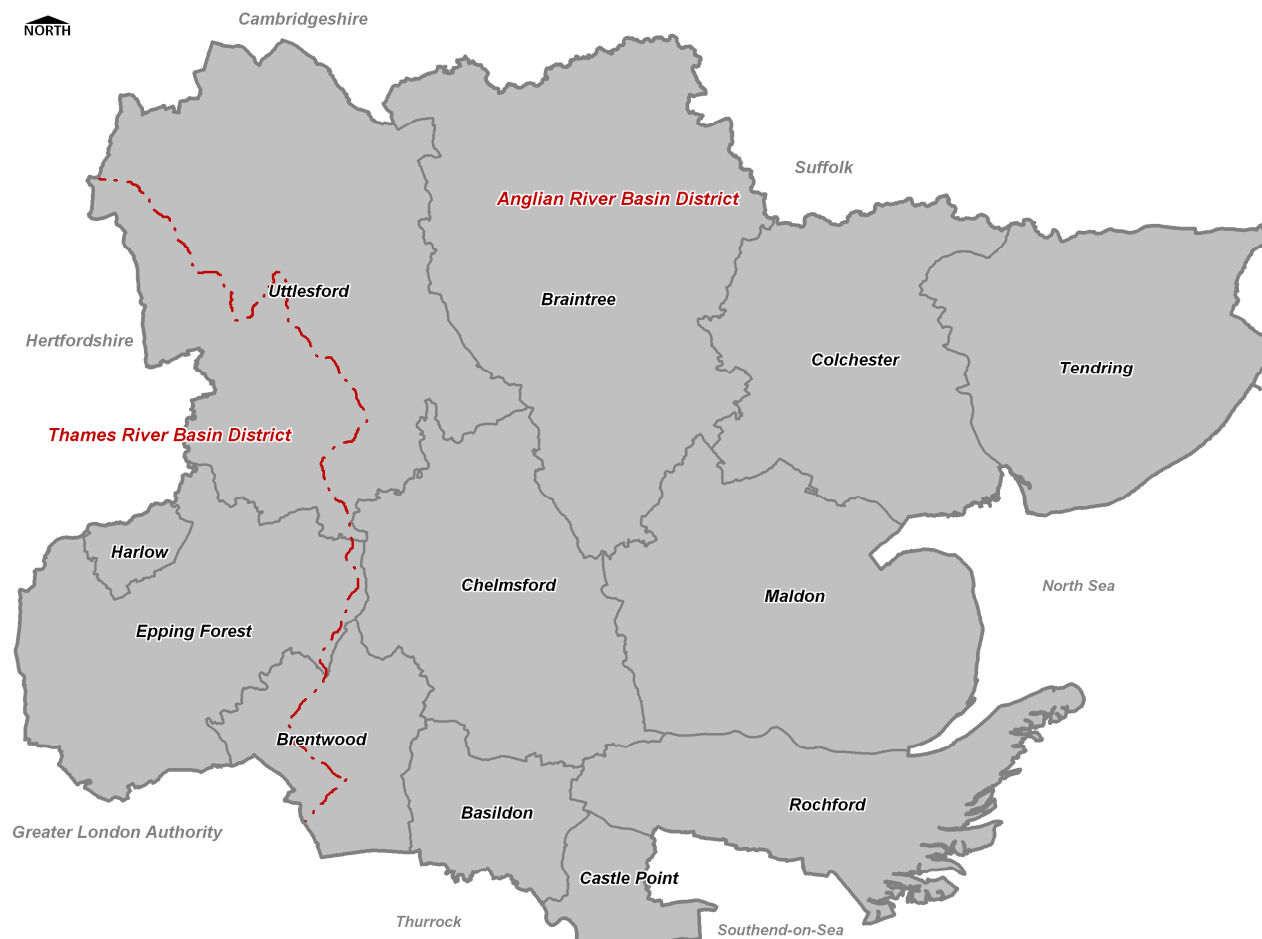 NORTH
Cambridgeshire
Suffolk
Anglian River Basin District
Uttlesford
Braintree
Hertfordshire
Colchester
Tendring
Thames River Basin District
Harlow
Chelmsford
North Sea
Maldon
Epping Forest
Brentwood
Rochford
Basildon
Greater London Authority
Castle Point
Thurrock
Southend-on-Sea